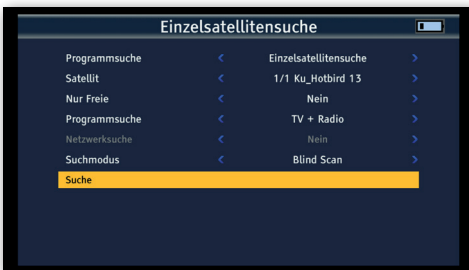 Einzelsatellitensuche
Programmsuche Einzelsatellitensuche
Satellit 1/1 Ku_Hotbird 13
Nur Freie Nein
Programmsuche TV + Radio
Netzwerksuche Nein
Suchmodus Blind Scan
Suche